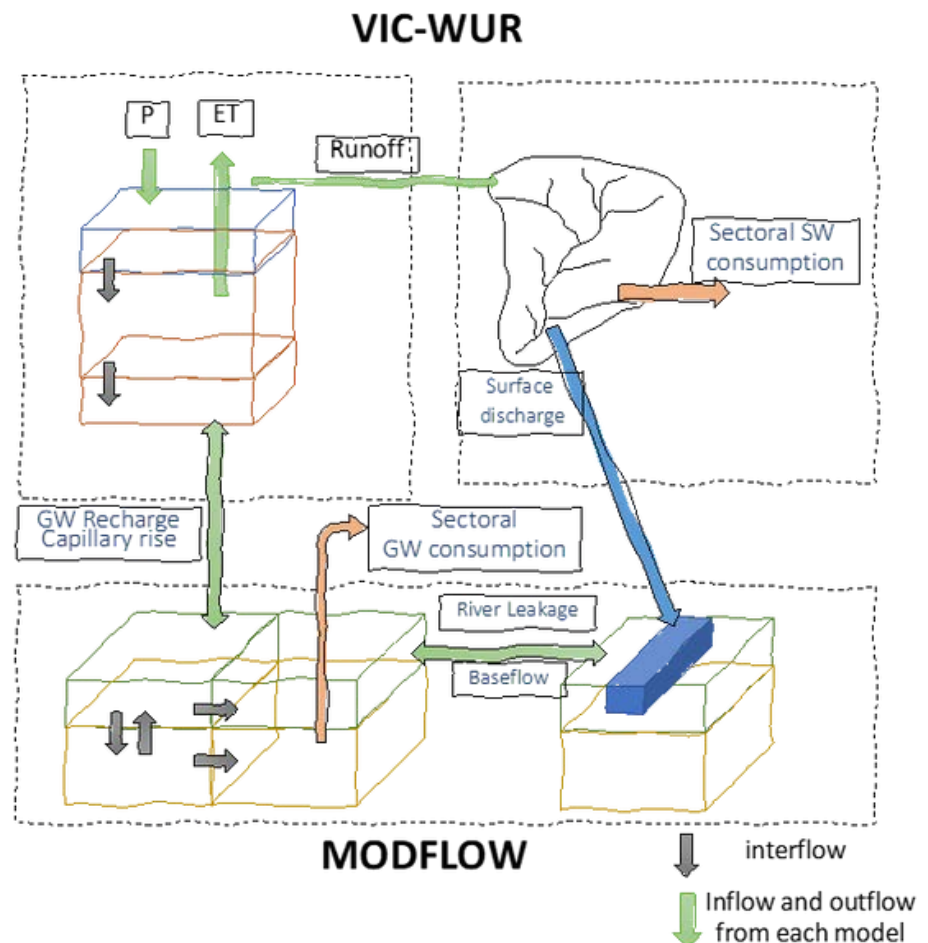 VIC-WUR
P
ET
Runoff
Sectoral SW
consumption
Surface
discharge
GW Recharge
Capillary rise
Sectoral
GW consumption
River Leakage
Baseflow
MODFLOW
interflow
Inflow and outflow
from each model